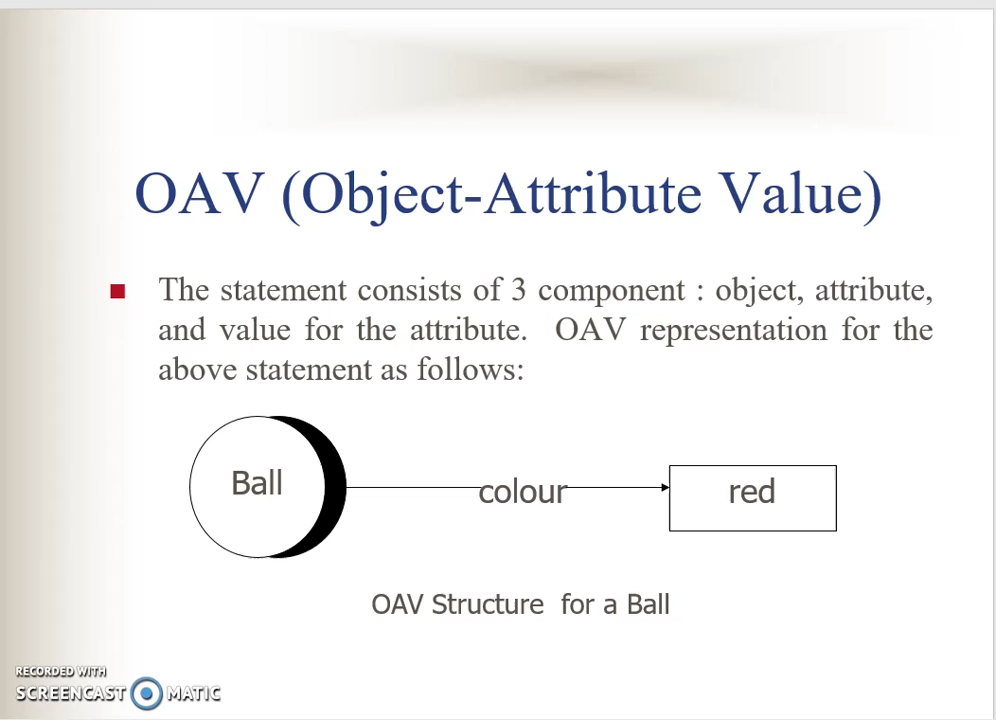 OAV (Object-Attribute Value)
The statement consists of 3 component : object, attribute,
and value for the attribute. OAV representation for the
above statement as follows:
Ball
colour
red
OAV Structure for a Ball
RECORDED WITH
SCREENCAST MATIC